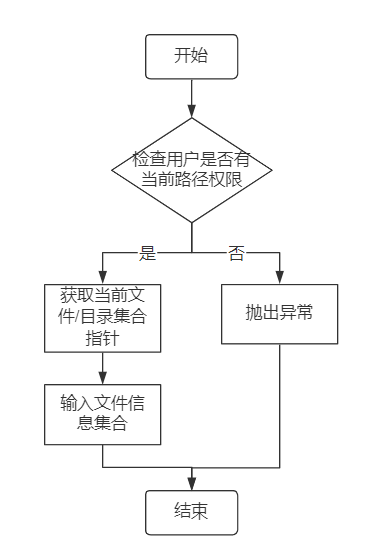 开始
检查用户是否有
当前路径权限
是
否
获取当前文
件/目录集合
指针
抛出异常
输入文件信
息集合
结束